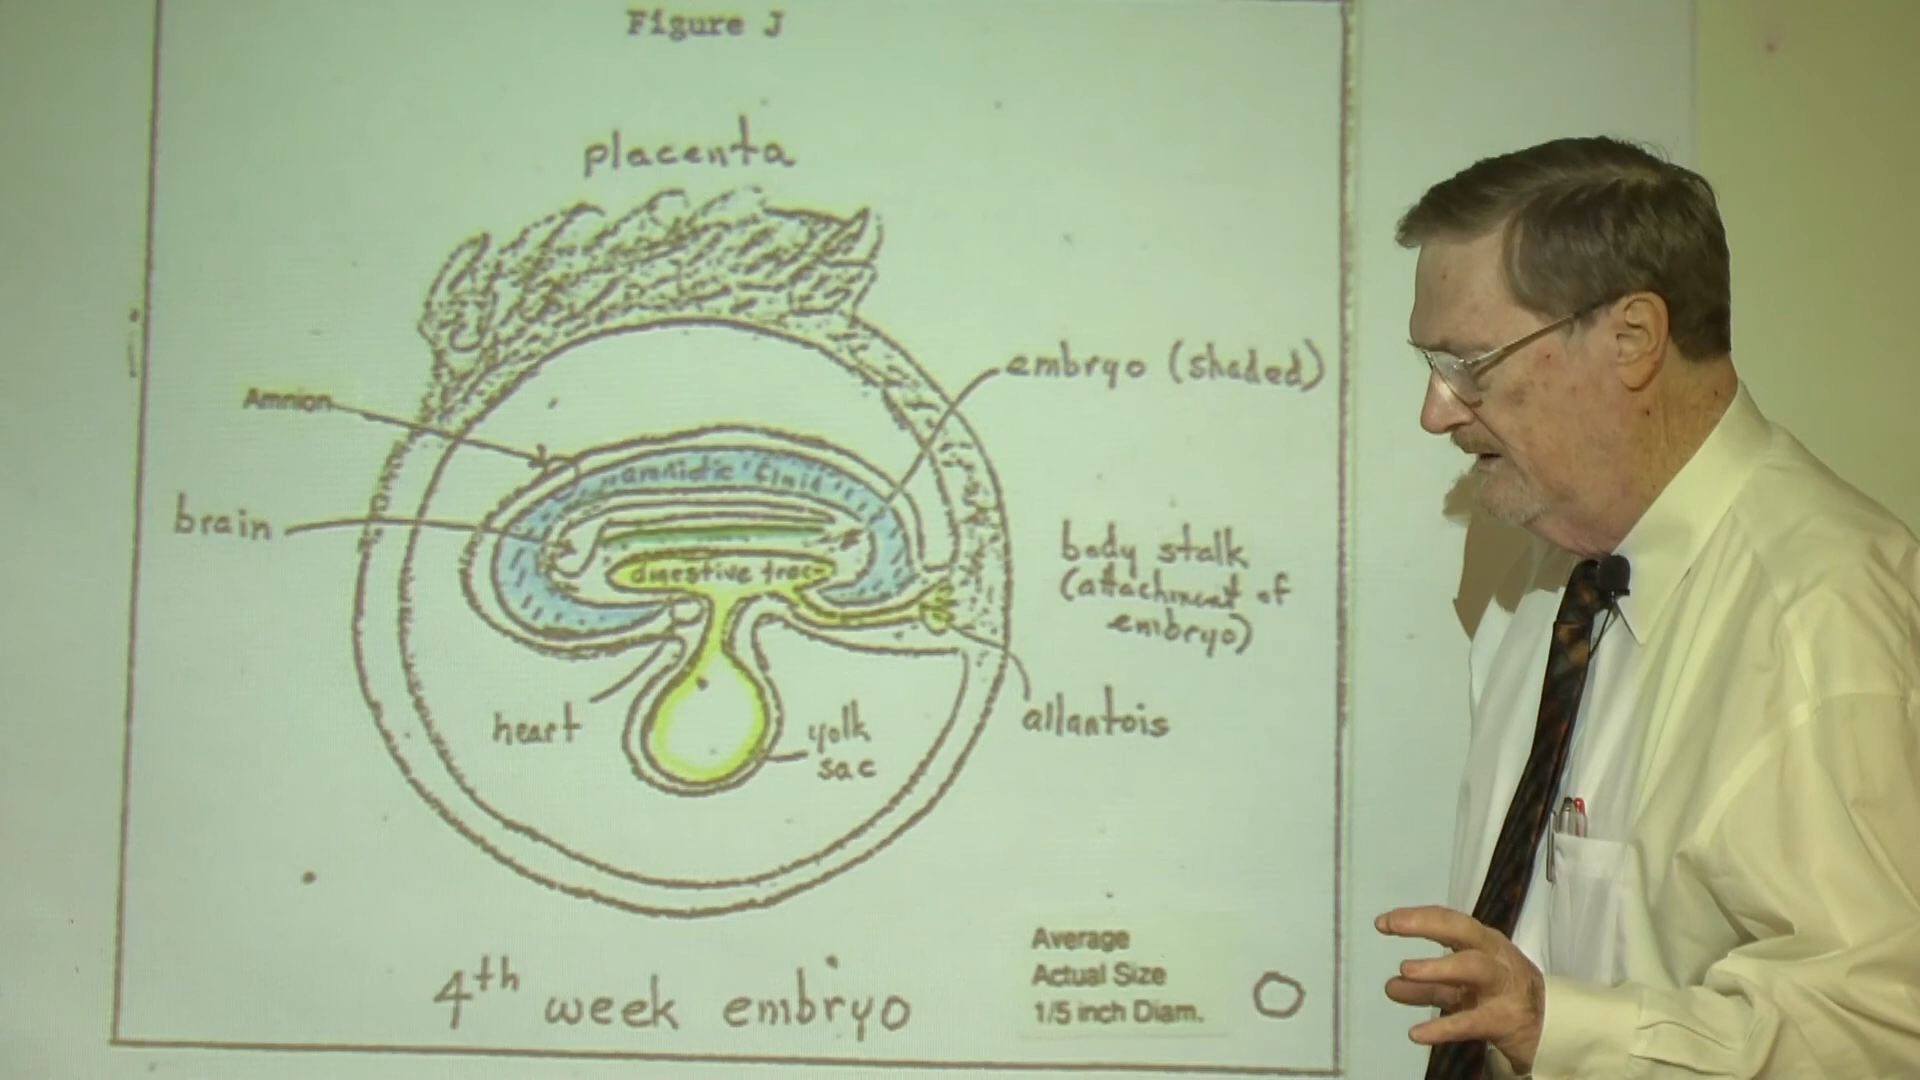 Figure J
placenta
embryo (shaded)
Amnion
amniotic fluid
brain
digestive trac
body stalk
(attachment of
embryo)
heart
yolk
sac
allantois
Average
Actual Size
1/5 inch Diam.
4th week embryo